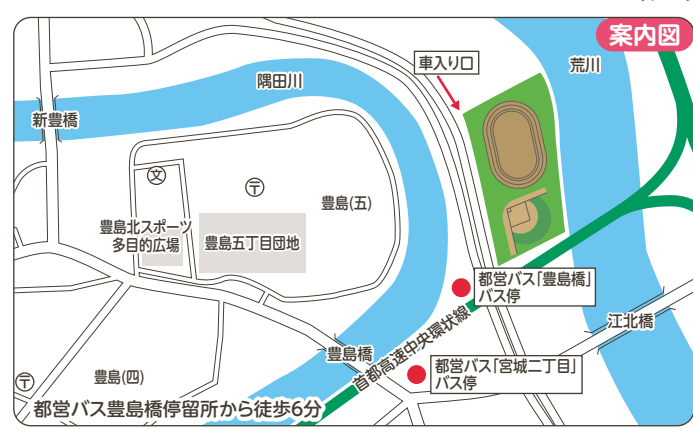 案内図
車入り口
荒川
隅田川
新豊橋
文
〒
豊島(五)
豊島北スポーツ
多目的広場
豊島五丁目団地
都営バス「豊島橋」
バス停
江北橋
首都高速中央環状線
豊島橋
都営バス「宮城二丁目」
バス停
〒
豊島(四)
都営バス豊島橋停留所から徒歩6分